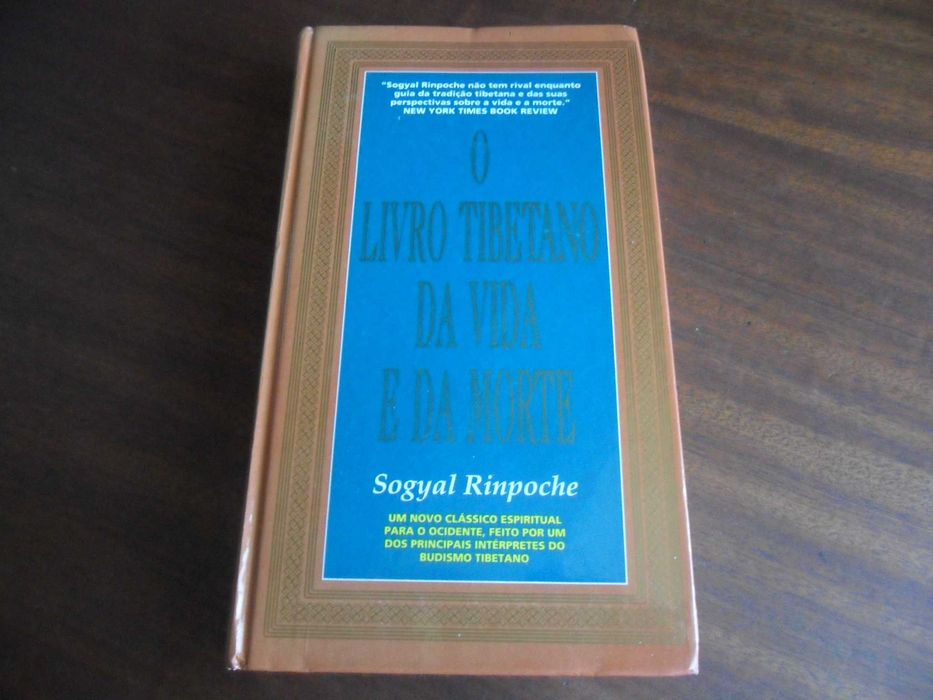 "Sogyal Rinpoche não tem rival enquanto
guia da tradição tibetana e das suas
perspectivas sobre a vida e a morte."
NEW YORK TIMES BOOK REVIEW
O
LIVRO TIBETANO
DA VIDA
E DA MORTE
Sogyal Rinpoche
UM NOVO CLÁSSICO ESPIRITUAL
PARA O OCIDENTE, FEITO POR UM
DOS PRINCIPAIS INTÉRPRETES DO
BUDISMO TIBETANO